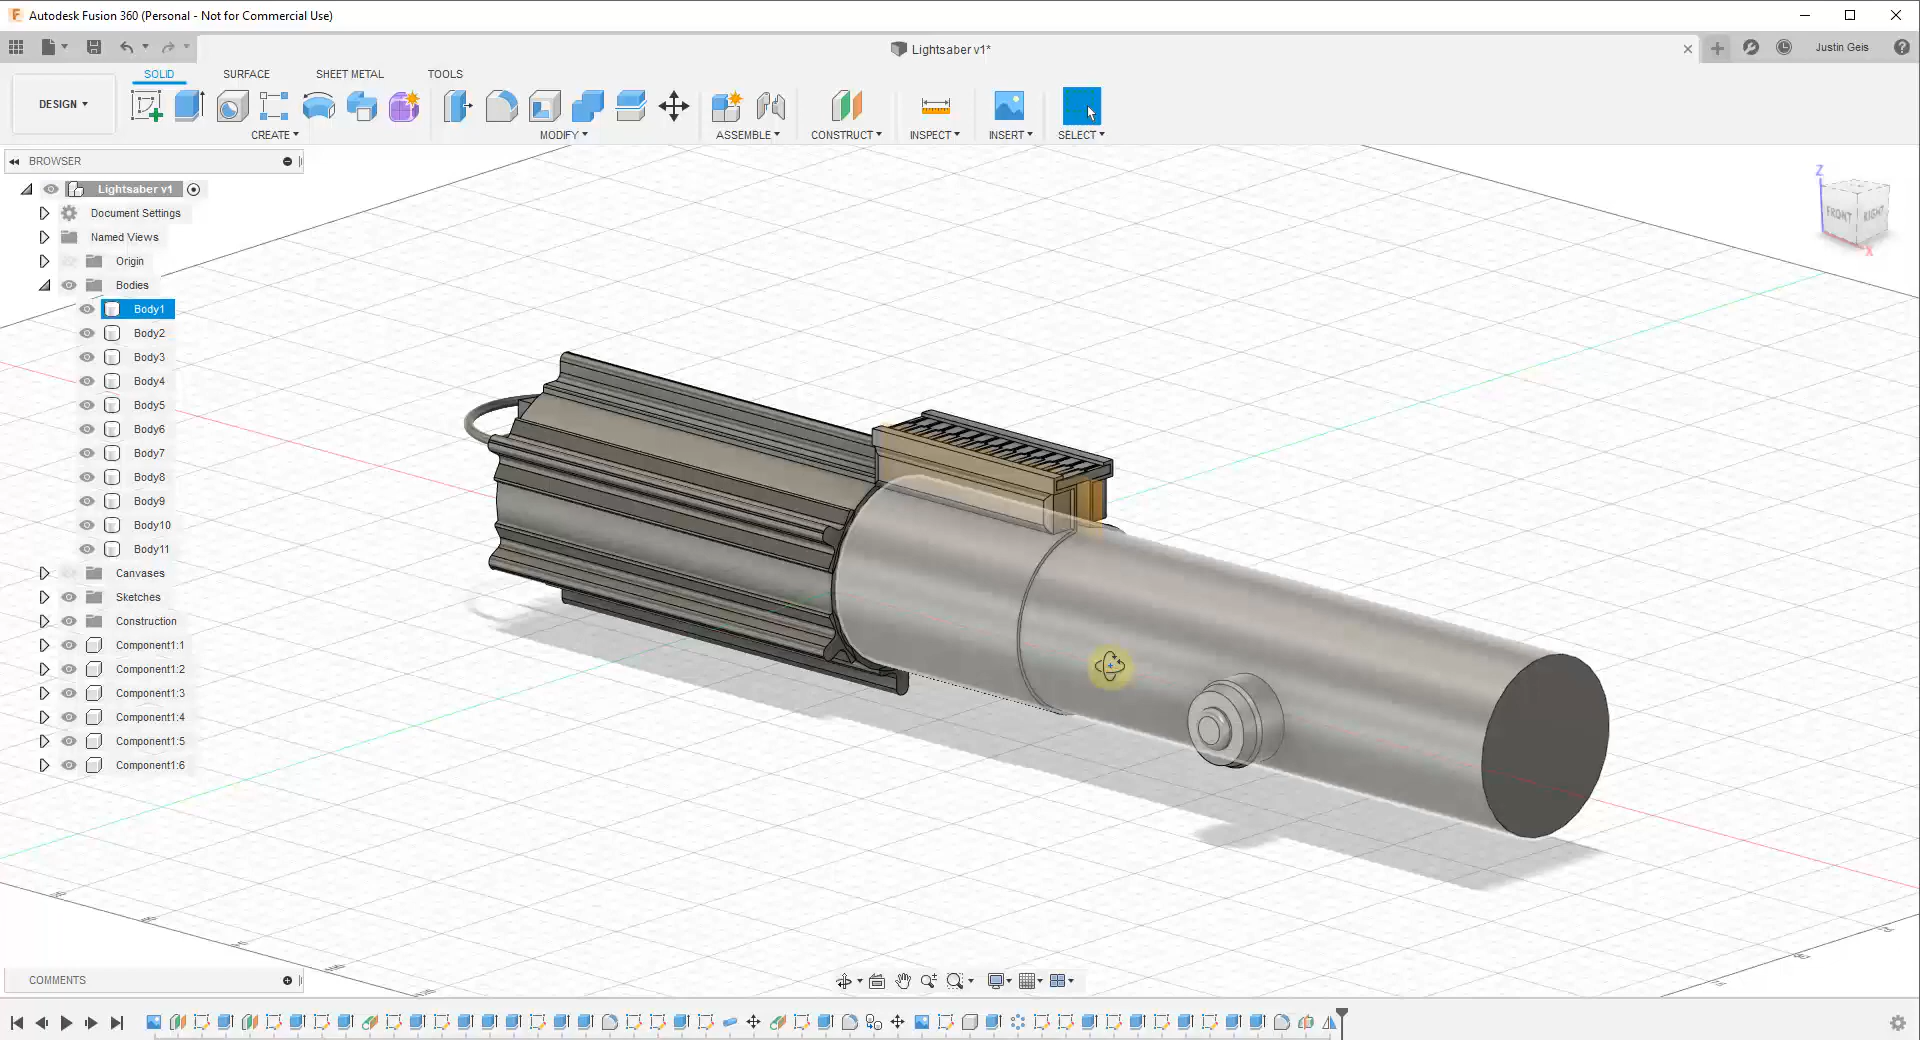 Autodesk Fusion 360 (Personal - Not for Commercial Use)
Lightsaber v1*
Justin Geis
DESIGN
SOLID
SURFACE
SHEET METAL
TOOLS
CREATE
MODIFY
ASSEMBLE
CONSTRUCT
INSPECT
INSERT
SELECT
BROWSER
Lightsaber v1
Document Settings
Named Views
Origin
Bodies
Body1
Body2
Body3
Body4
Body5
Body6
Body7
Body8
Body9
Body10
Body11
Canvases
Sketches
Construction
Component1:1
Component1:2
Component1:3
Component1:4
Component1:5
Component1:6
Z
FRONT
RIGHT
X
COMMENTS